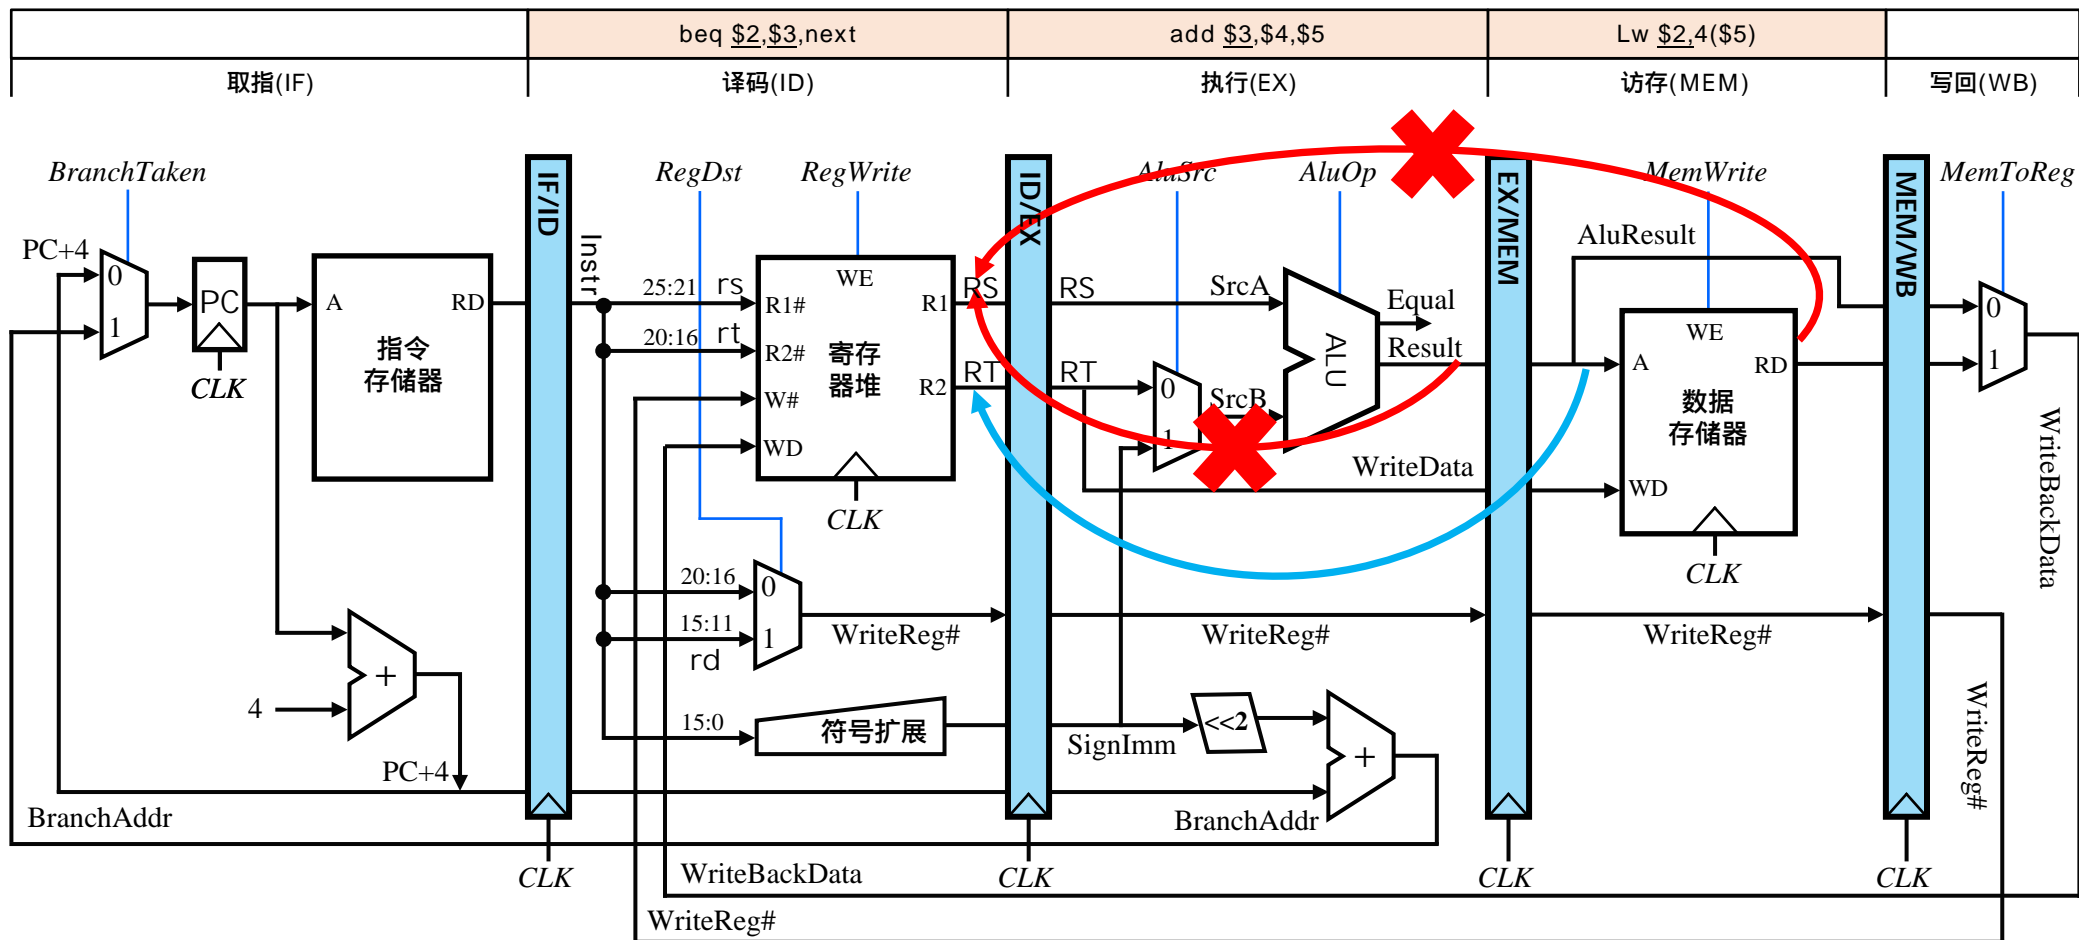 beq $2,$3,next
add $3,$4,$5
Lw $2,4($5)
取指(IF)
译码(ID)
执行(EX)
访存(MEM)
写回(WB)
BranchTaken
IF/ID
RegDst
RegWrite
ID/EX
AluSrc
AluOp
EX/MEM
MemWrite
MEM/WB
MemToReg
PC+4
0
1
PC
CLK
A
RD
指令
存储器
Instr
25:21 rs
20:16 rt
WE
R1#
R2#
W#
WD
R1
R2
寄存
器堆
CLK
RS
RT
RS
RT
SrcA
0
1
SrcB
ALU
Equal
Result
WriteData
AluResult
WE
A
RD
WD
数据
存储器
CLK
0
1
WriteBackData
20:16
15:11
rd
0
1
WriteReg#
WriteReg#
WriteReg#
WriteReg#
4
+
PC+4
15:0
符号扩展
SignImm
<<2
+
BranchAddr
BranchAddr
CLK
CLK
CLK
CLK
WriteBackData
WriteReg#